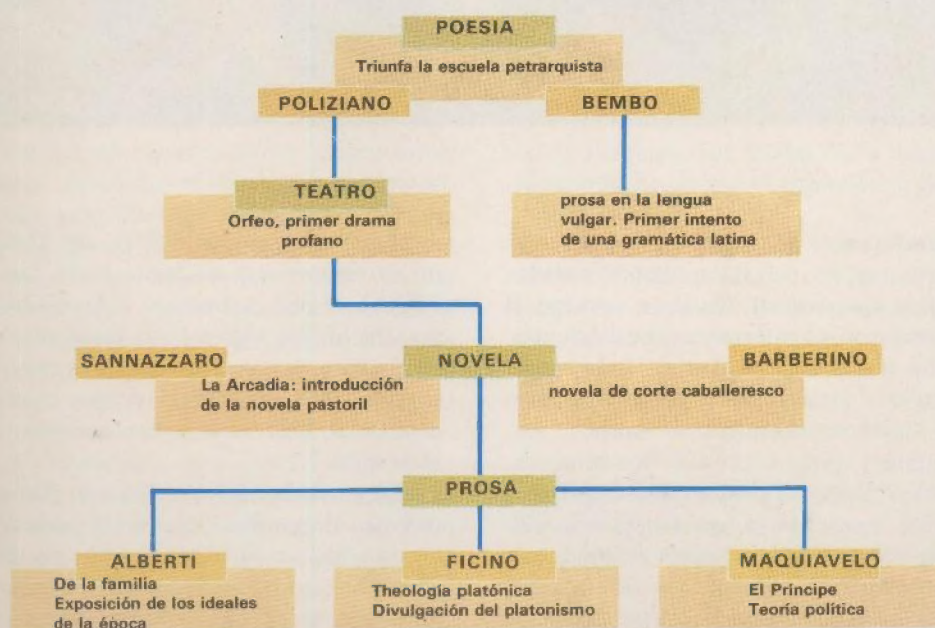 POESIA
Triunfa la escuela petrarquista
POLIZIANO
BEMBO
TEATRO
Orfeo, primer drama
profano
prosa en la lengua
vulgar. Primer intento
de una gramática latina
SANNAZZARO
La Arcadia: introducción
de la novela pastoril
NOVELA
BARBERINO
novela de corte caballeresco
PROSA
ALBERTI
De la familia
Exposición de los ideales
de la época
FICINO
Theología platónica
Divulgación del platonismo
MAQUIAVELO
El Príncipe
Teoría política